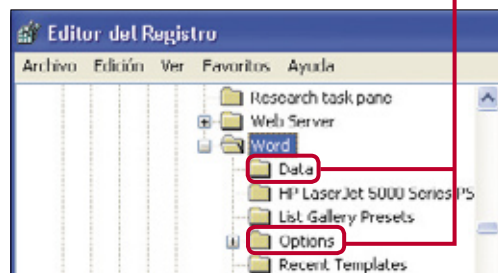 Editor del Registro
Archivo Edición Ver Favoritos Ayuda
Research task pane
Web Server
Word
Data
HP LaserJet 5000 Series PS
List Gallery Presets
Options
Recent Templates